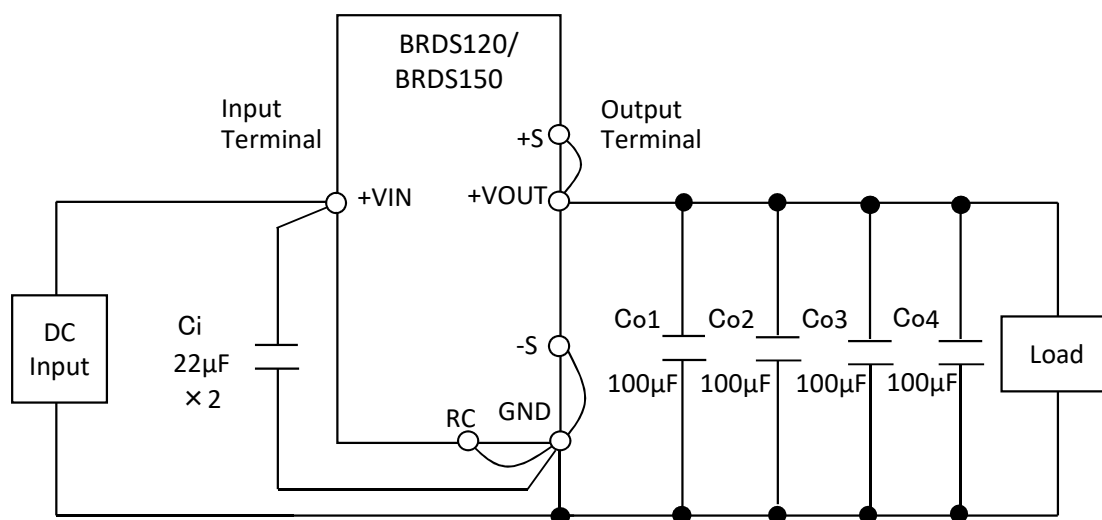 BRDS120/
BRDS150
Input
Terminal
Output
Terminal
+S
+VIN
+VOUT
DC
Input
Ci
22μF
×2
-S
RC
GND
Co1
Co2
Co3
Co4
100μF
100μF
100μF
100μF
Load